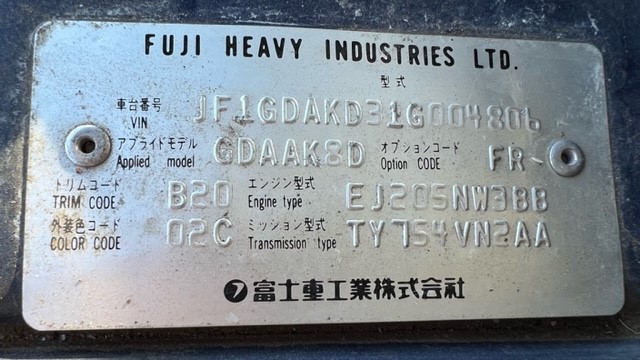 FUJI HEAVY INDUSTRIES LTD.
型式
車台番号 VIN JF1GDAKD31G004806
アプライドモデル Applied model GDAAK8D オプションコード Option CODE FR-
トリムコード TRIM CODE B20 エンジン型式 Engine type EJ205NW3BB
外装色コード COLOR CODE 02C ミッション型式 Transmission type TY754VN2AA
富士重工業株式会社